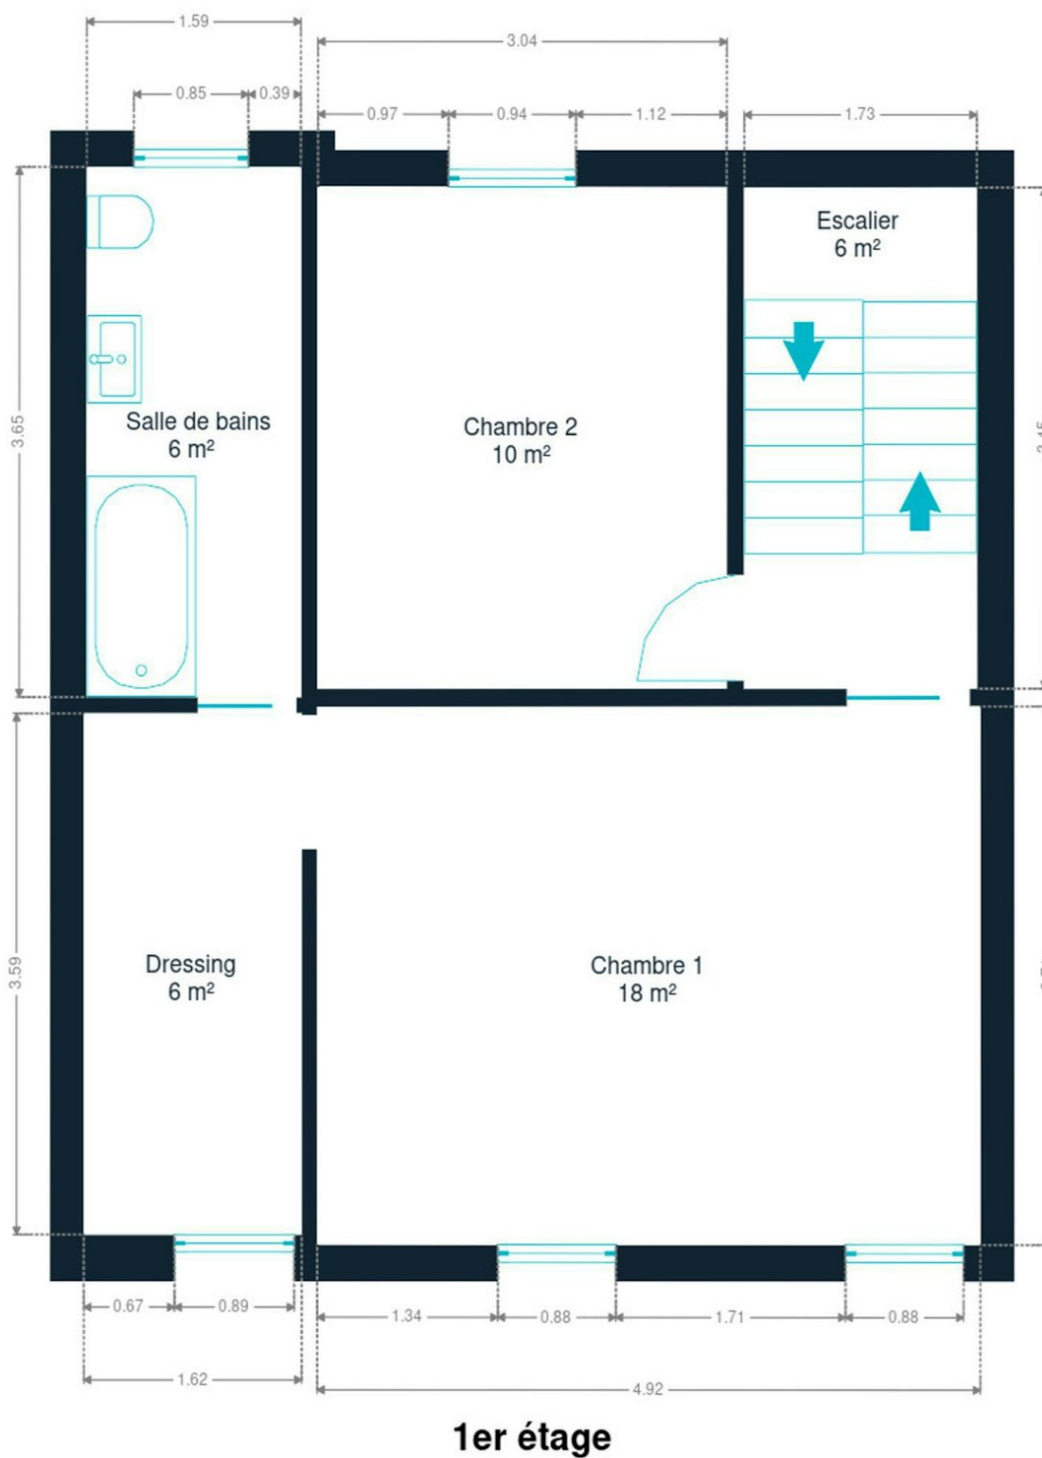 1.59
3.04
0.85
0.39
0.97
0.94
1.12
1.73
Escalier
6 m²
3.65
Salle de bains
6 m²
Chambre 2
10 m²
Dressing
6 m²
Chambre 1
18 m²
3.59
0.67
0.89
1.34
0.88
1.71
0.88
1.62
4.92
1er étage